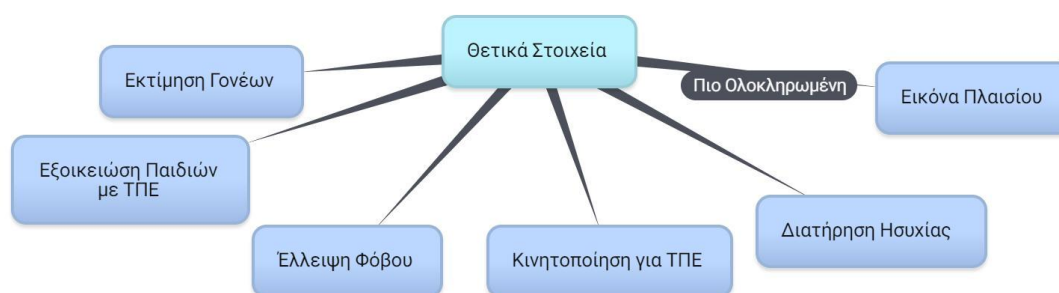 Θετικά Στοιχεία
Εκτίμηση Γονέων
Πιο Ολοκληρωμένη
Εικόνα Πλαισίου
Εξοικειώση Παιδιών
με ΤΠΕ
Διατήρηση Ησυχίας
Έλλειψη Φόβου
Κινητοποίηση για ΤΠΕ